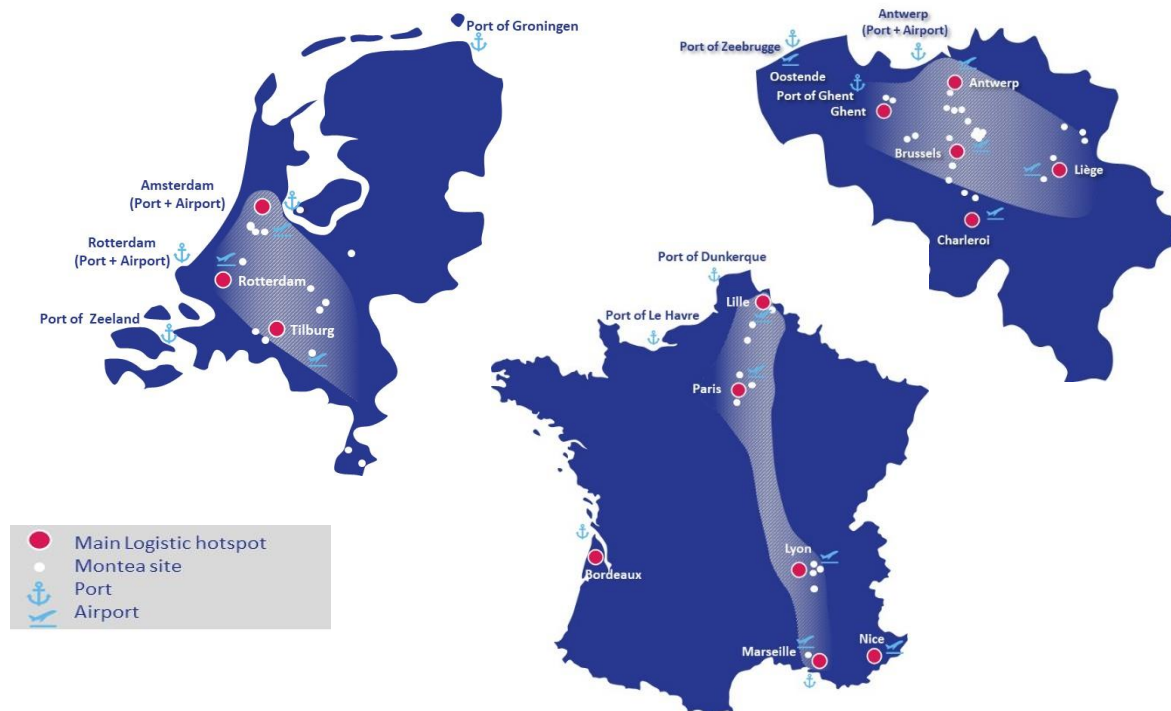 Port of Groningen
Amsterdam
(Port + Airport)
Rotterdam
(Port + Airport)
Rotterdam
Port of Zeeland
Tilburg
Antwerp
(Port + Airport)
Port of Zeebrugge
Oostende
Antwerp
Port of Ghent
Ghent
Brussels
Liège
Charleroi
Port of Dunkerque
Lille
Port of Le Havre
Paris
Lyon
Bordeaux
Nice
Marseille
Main Logistic hotspot
Montea site
Port
Airport